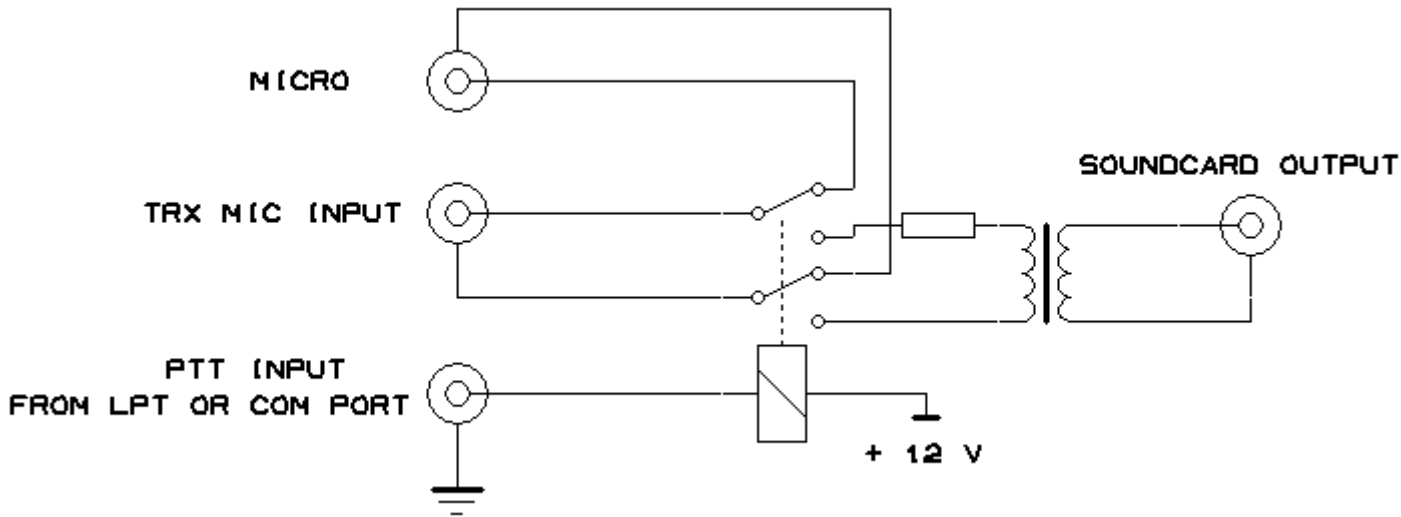 MICRO
TRX MIC INPUT
SOUNDCARD OUTPUT
PTT INPUT
FROM LPT OR COM PORT
+ 12 V